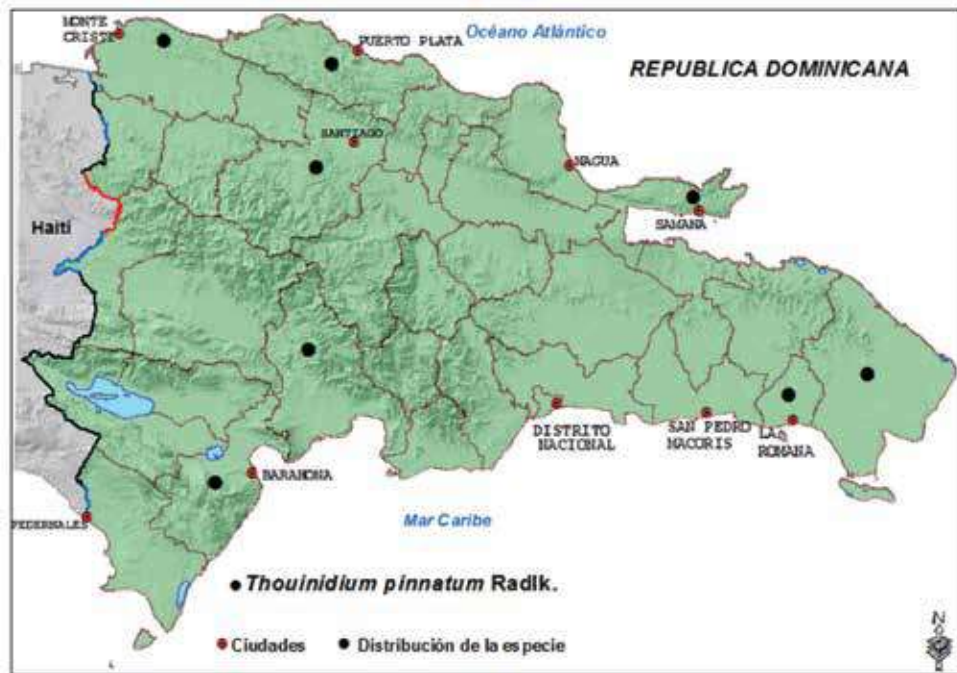 MONTE
CRISTI
PUERTO PLATA
Océano Atlántico
REPUBLICA DOMINICANA
SANTIAGO
NAGUA
SAMANA
Haití
DISTRITO
NACIONAL
SAN PEDRO
MACORIS
LA
ROMANA
BARAHONA
PEDERNALES
Mar Caribe
Thouinidium pinnatum Radlk.
Ciudades
Distribución de la especie
N